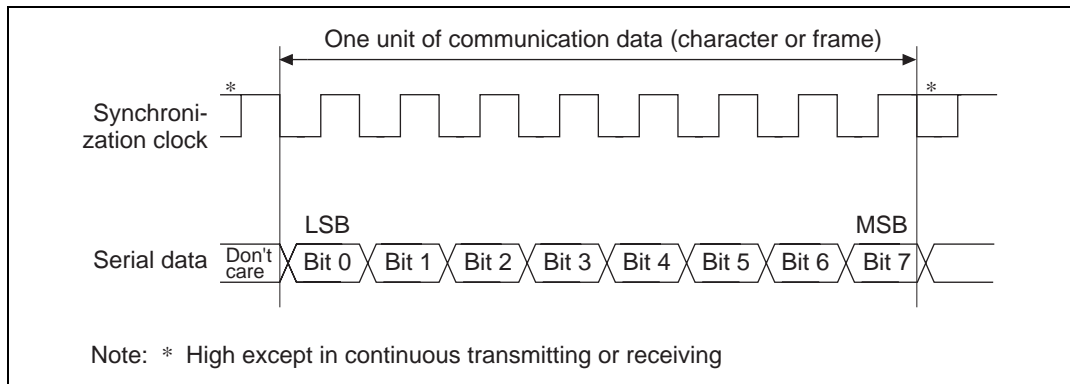 One unit of communication data (character or frame)
* *
Synchroni-
zation clock
LSB MSB
Serial data Don't care Bit 0 Bit 1 Bit 2 Bit 3 Bit 4 Bit 5 Bit 6 Bit 7
Note: * High except in continuous transmitting or receiving